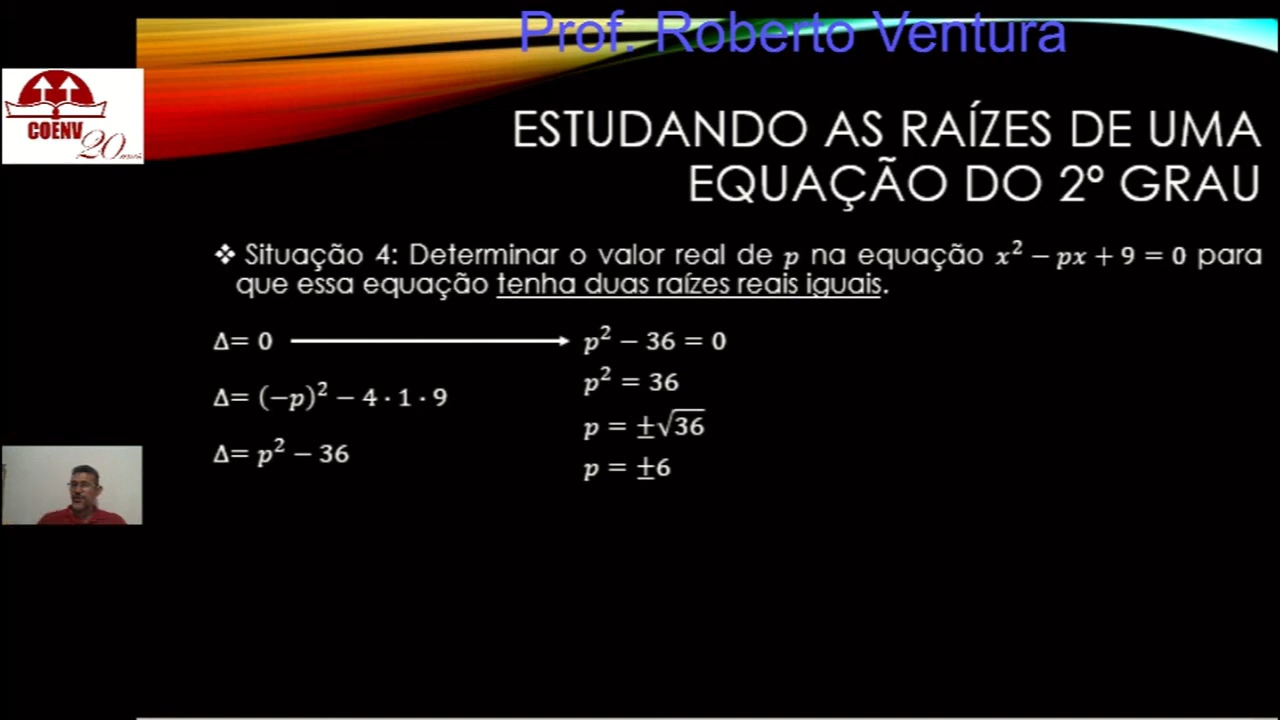 Prof. Roberto Ventura
COENV
20 anos
ESTUDANDO AS RAÍZES DE UMA
EQUAÇÃO DO 2º GRAU
❖ Situação 4: Determinar o valor real de p na equação x² − px + 9 = 0 para
que essa equação tenha duas raízes reais iguais.
Δ= 0
Δ= (−p)² − 4 · 1 · 9
Δ= p² − 36
p² − 36 = 0
p² = 36
p = ±√36
p = ±6